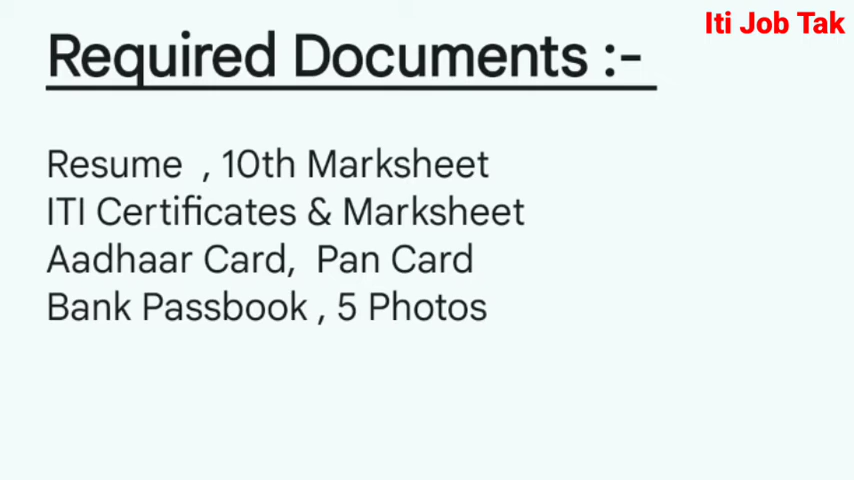 Iti Job Tak
Required Documents :-
Resume , 10th Marksheet
ITI Certificates & Marksheet
Aadhaar Card, Pan Card
Bank Passbook , 5 Photos